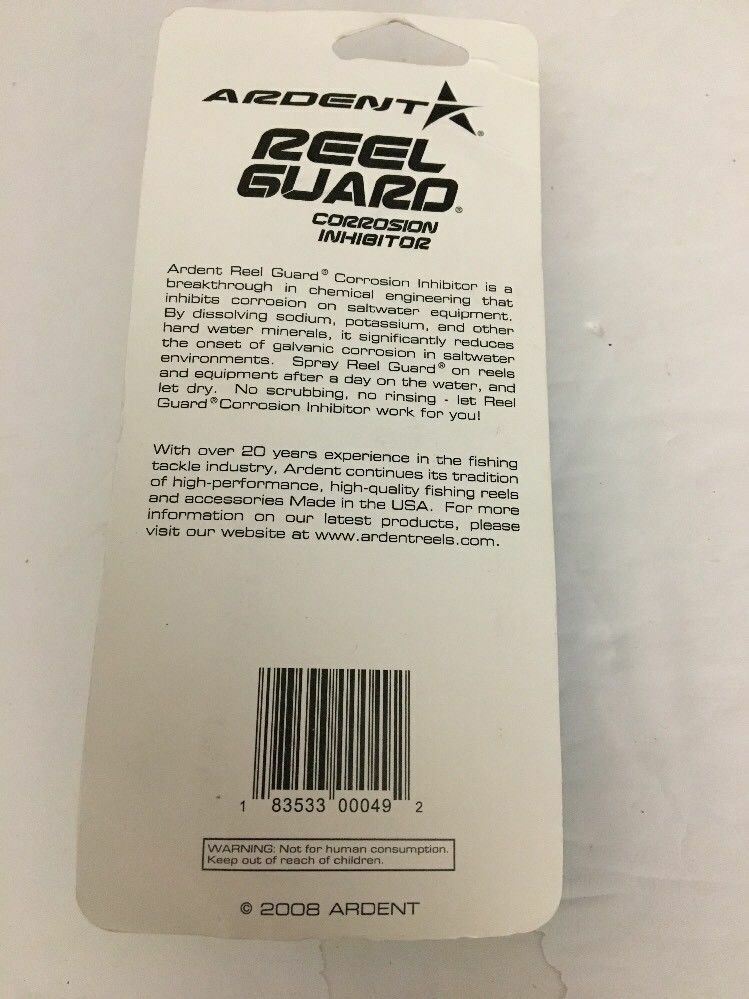 ARDENT®
REEL
GUARD®
CORROSION
INHIBITOR
Ardent Reel Guard® Corrosion Inhibitor is a
breakthrough in chemical engineering that
inhibits corrosion on saltwater equipment.
By dissolving sodium, potassium, and other
hard water minerals, it significantly reduces
the onset of galvanic corrosion in saltwater
environments. Spray Reel Guard® on reels
and equipment after a day on the water, and
let dry. No scrubbing, no rinsing - let Reel
Guard® Corrosion Inhibitor work for you!
With over 20 years experience in the fishing
tackle industry, Ardent continues its tradition
of high-performance, high-quality fishing reels
and accessories Made in the USA. For more
information on our latest products, please
visit our website at www.ardentreels.com.
1 83533 00049 2
WARNING: Not for human consumption.
Keep out of reach of children.
© 2008 ARDENT